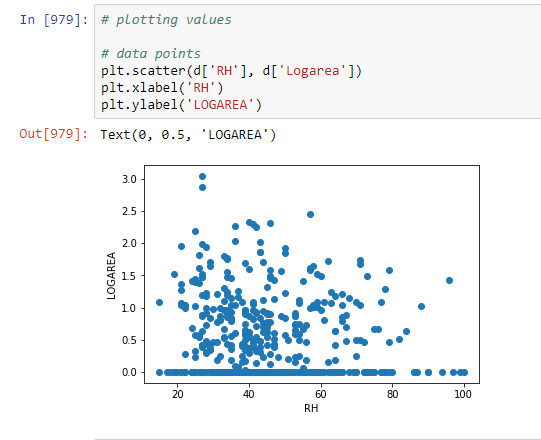 In [979]: # plotting values
# data points
plt.scatter(d['RH'], d['Logarea'])
plt.xlabel('RH')
plt.ylabel('LOGAREA')
Out[979]: Text(0, 0.5, 'LOGAREA')
3.0
2.5
2.0
1.5
1.0
0.5
0.0
LOGAREA
20 40 60 80 100
RH